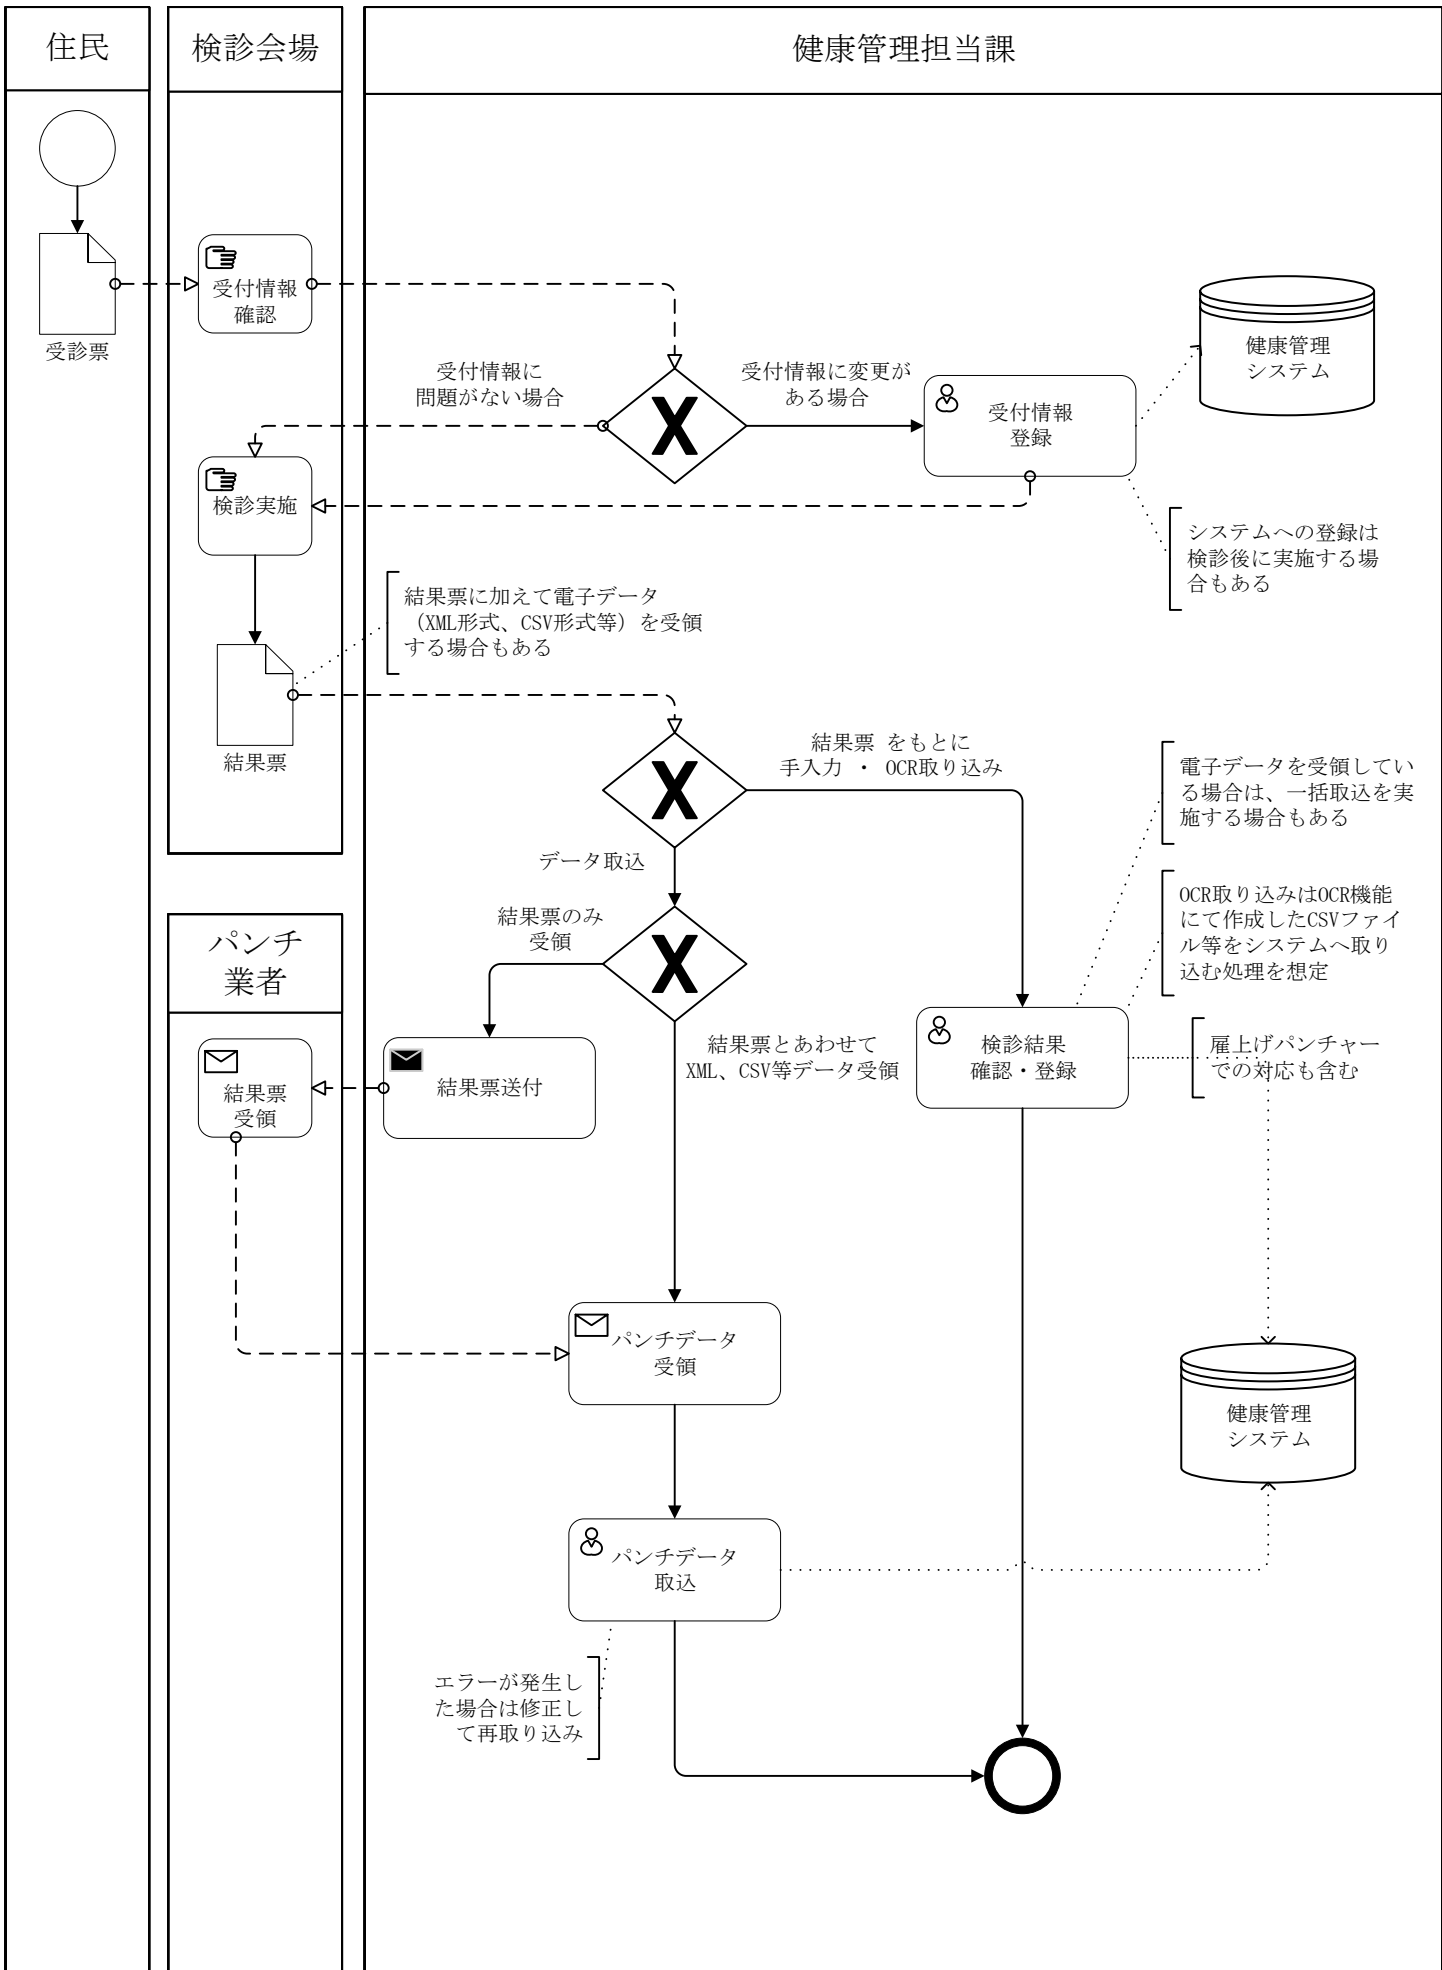 住民
検診会場
健康管理担当課
受付情報
確認
受診票
受付情報に
問題がない場合
受付情報に変更が
ある場合
受付情報
登録
健康管理
システム
検診実施
システムへの登録は
検診後に実施する場
合もある
結果票に加えて電子データ
（XML形式、CSV形式等）を受領
する場合もある
結果票
結果票 をもとに
手入力 ・ OCR取り込み
電子データを受領してい
る場合は、一括取込を実
施する場合もある
データ取込
結果票のみ
受領
OCR取り込みはOCR機能
にて作成したCSVファイ
ル等をシステムへ取り
込む処理を想定
パンチ
業者
結果票
受領
結果票送付
結果票とあわせて
XML、CSV等データ受領
検診結果
確認・登録
雇上げパンチャー
での対応も含む
パンチデータ
受領
健康管理
システム
パンチデータ
取込
エラーが発生し
た場合は修正し
て再取り込み